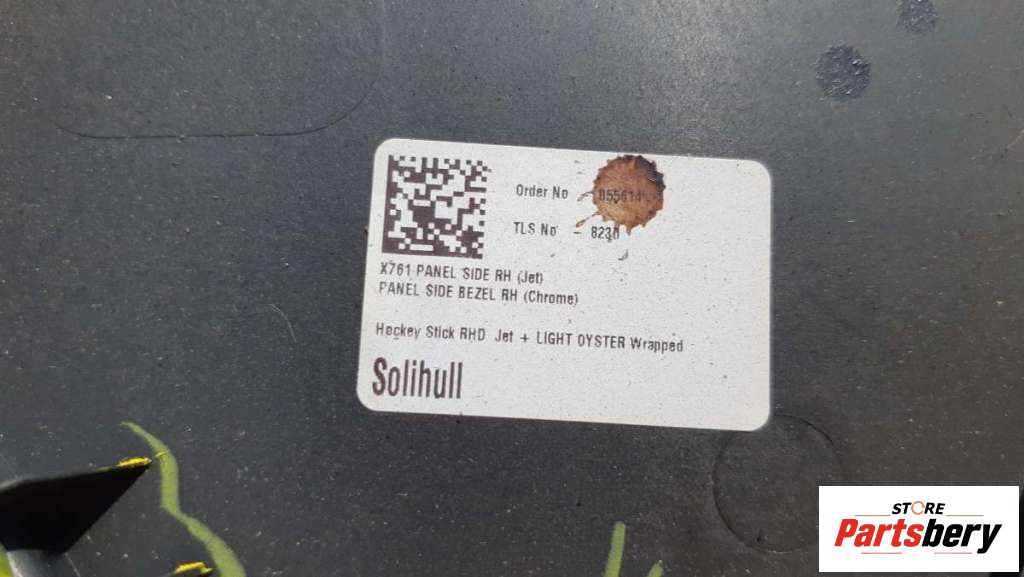 Order No - 055614
TLS No - 8230
X761 PANEL SIDE RH (Jet)
PANEL SIDE BEZEL RH (Chrome)
Hockey Stick RHD Jet + LIGHT OYSTER Wrapped
Solihull
STORE
Partsbery